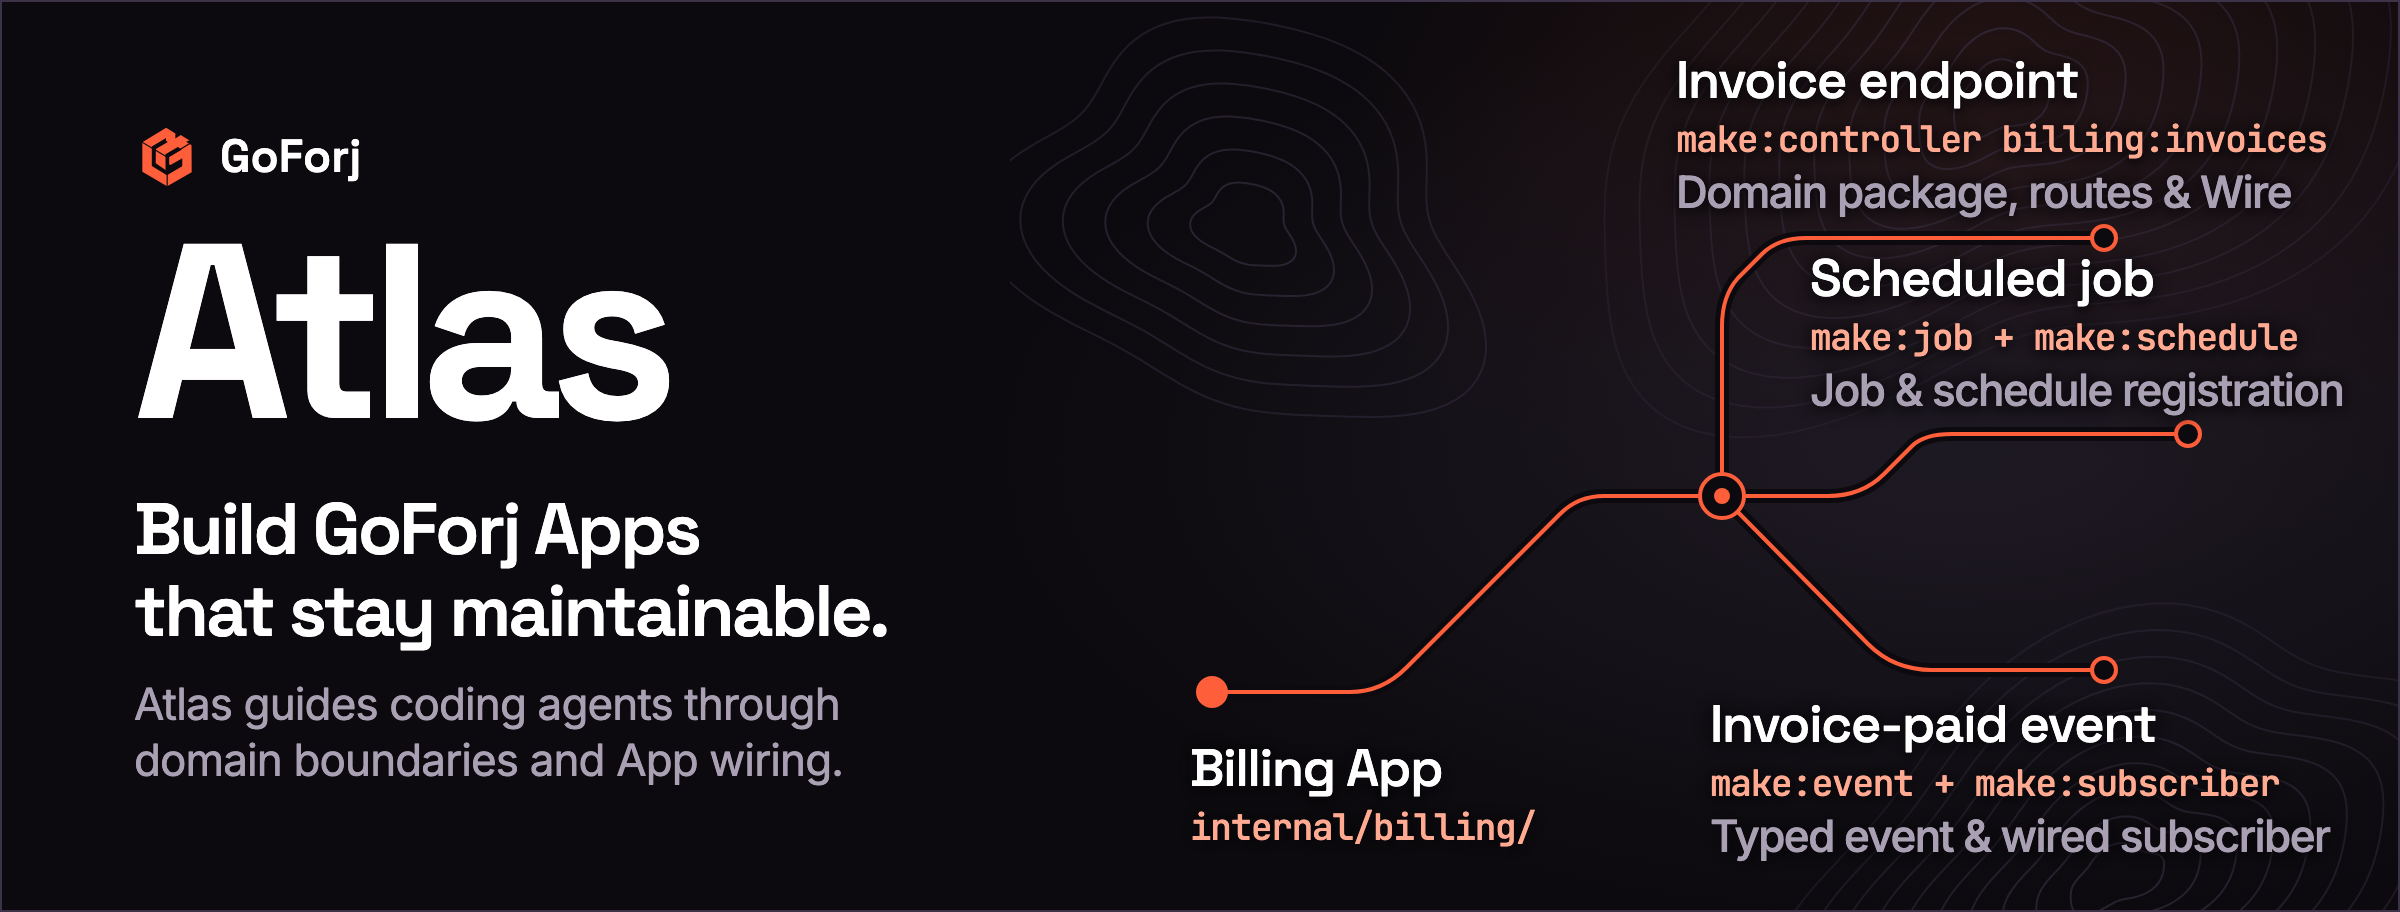 GoForj
Atlas
Build GoForj Apps
that stay maintainable.
Atlas guides coding agents through
domain boundaries and App wiring.
Invoice endpoint
make:controller billing:invoices
Domain package, routes & Wire
Scheduled job
make:job + make:schedule
Job & schedule registration
Billing App
internal/billing/
Invoice-paid event
make:event + make:subscriber
Typed event & wired subscriber